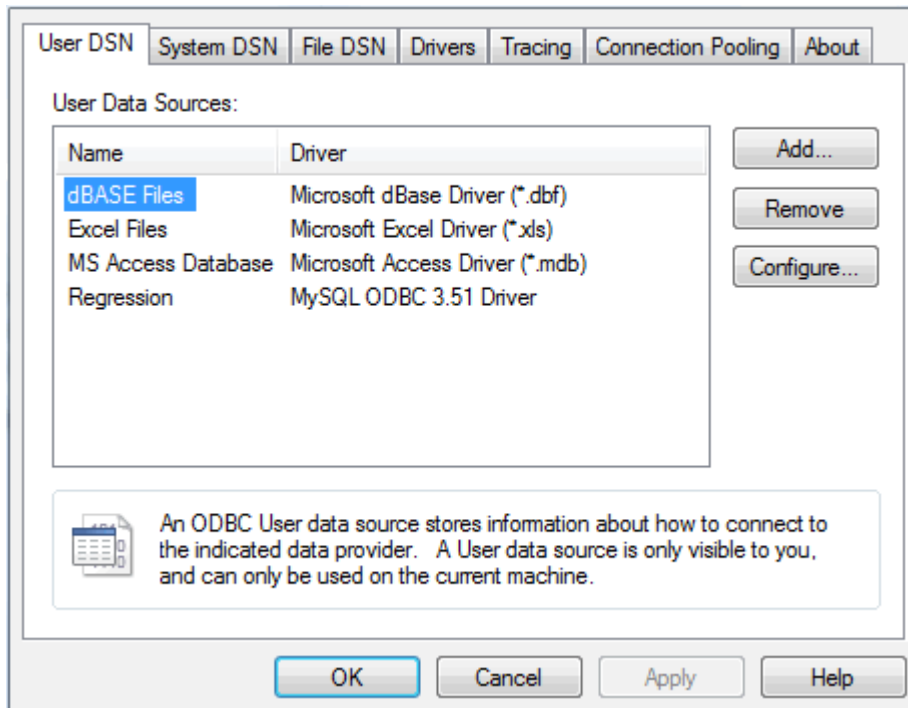 User DSN System DSN File DSN Drivers Tracing Connection Pooling About
User Data Sources:
Name Driver
dBASE Files Microsoft dBase Driver (*.dbf)
Excel Files Microsoft Excel Driver (*.xls)
MS Access Database Microsoft Access Driver (*.mdb)
Regression MySQL ODBC 3.51 Driver
Add...
Remove
Configure...
An ODBC User data source stores information about how to connect to
the indicated data provider. A User data source is only visible to you,
and can only be used on the current machine.
OK Cancel Apply Help